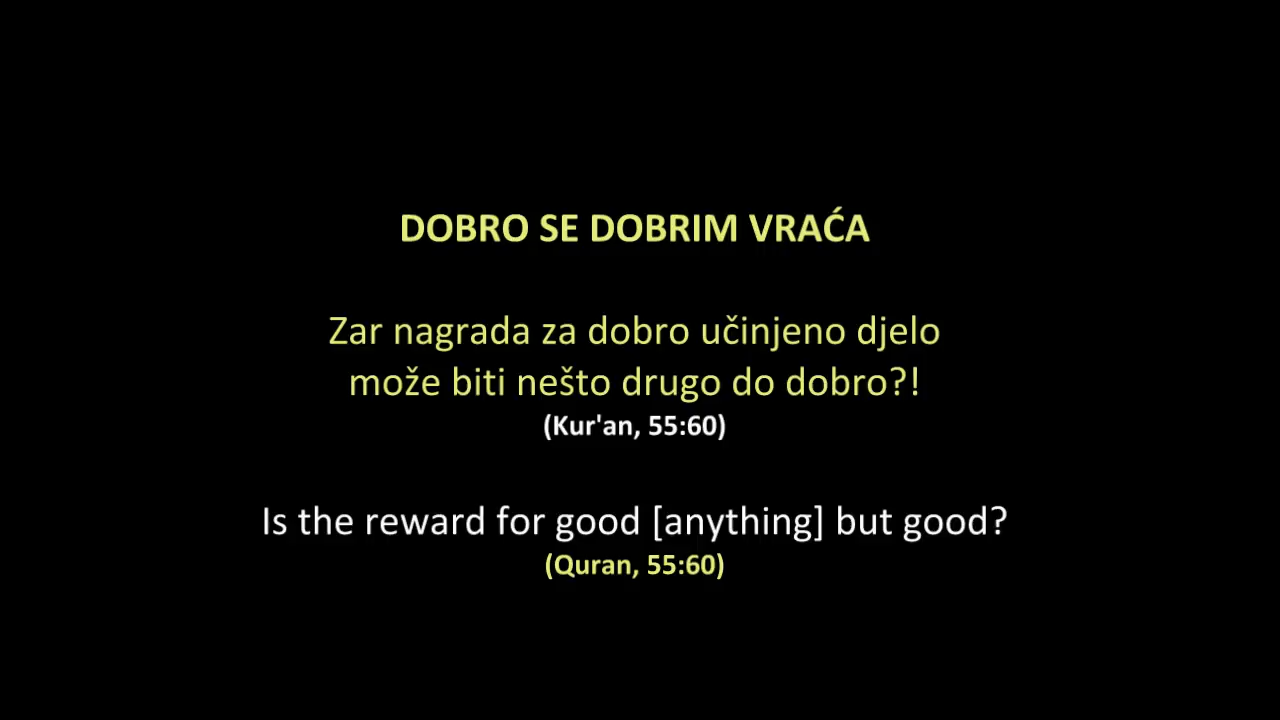 DOBRO SE DOBRIM VRAĆA
Zar nagrada za dobro učinjeno djelo
može biti nešto drugo do dobro?!
(Kur'an, 55:60)
Is the reward for good [anything] but good?
(Quran, 55:60)